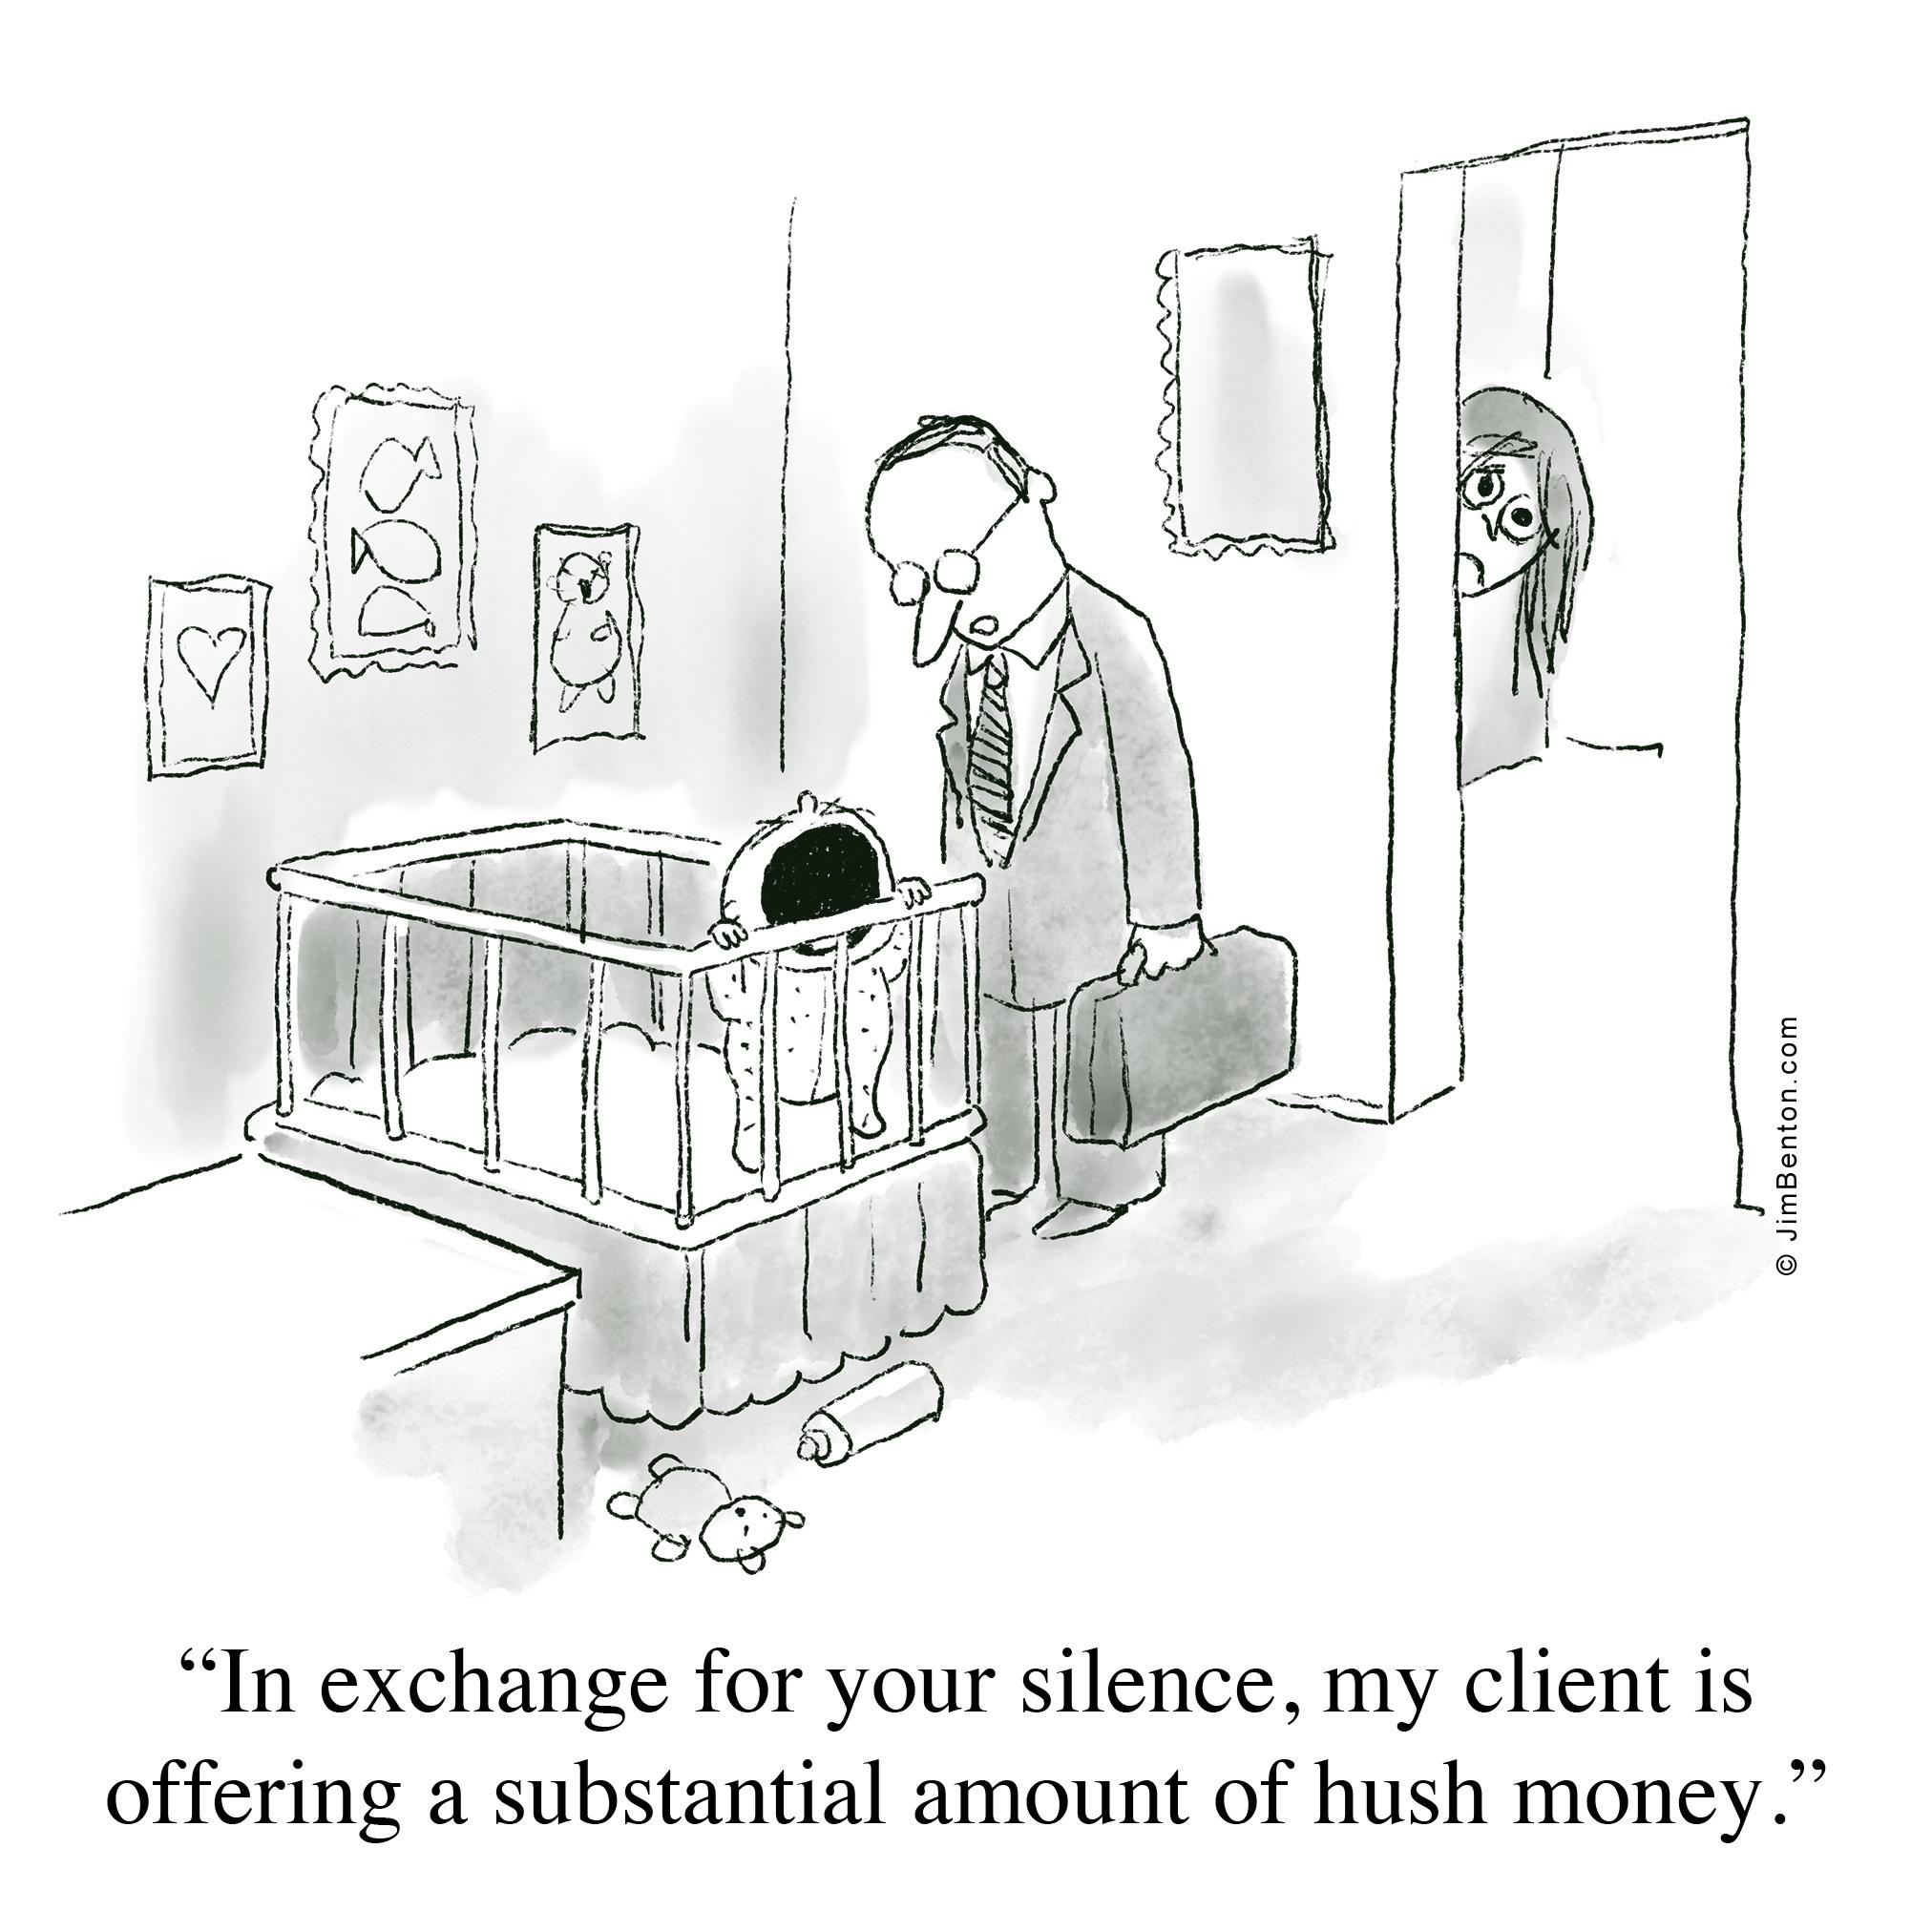 © JimBenton.com
“In exchange for your silence, my client is
offering a substantial amount of hush money.”